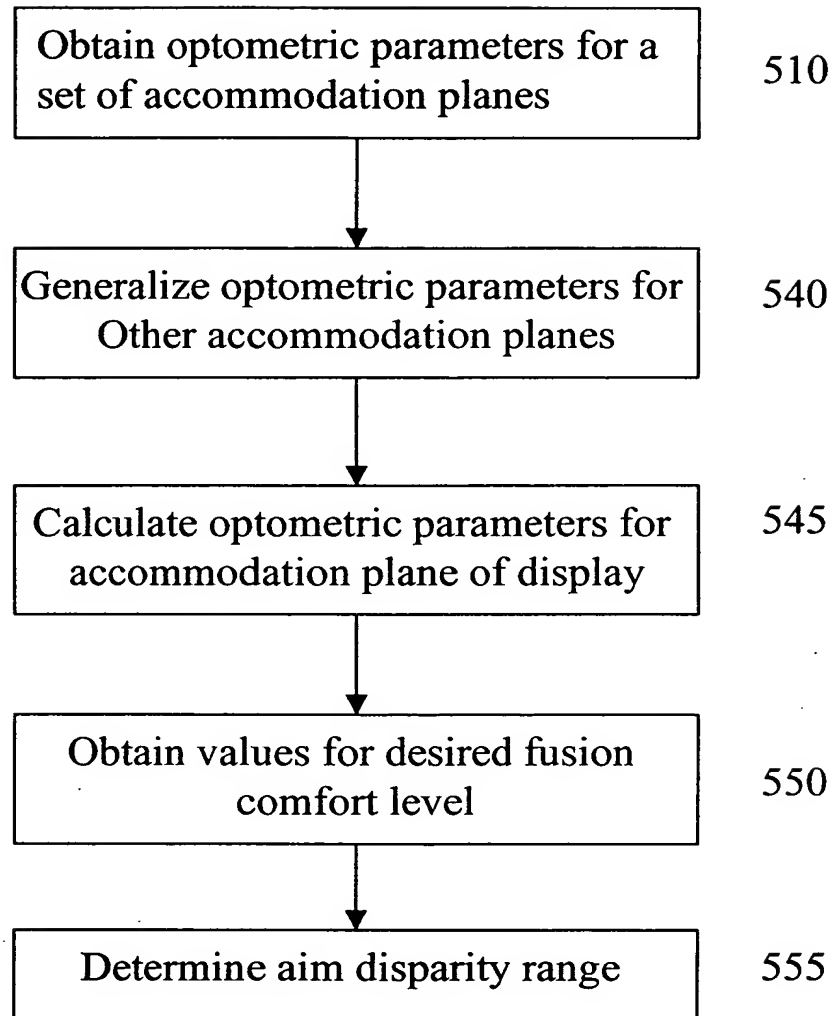 Obtain optometric parameters for a
set of accommodation planes
510
Generalize optometric parameters for
Other accommodation planes
540
Calculate optometric parameters for
accommodation plane of display
545
Obtain values for desired fusion
comfort level
550
Determine aim disparity range
555